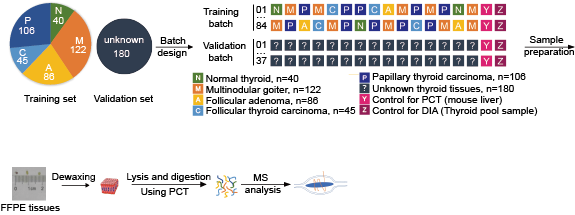 P
106
N
40
M
122
A
86
C
45
Training set
unknown
180
Validation set
Batch
design
Training
batch
01
...
84
N M P M C P P C A M P M N M Y Z
M P A C M P N P M C P M A M Y Z
Validation
batch
01
...
37
? ? ? ? ? ? ? ? ? ? ? ? ? ? Y Z
? ? ? ? ? ? ? ? ? ? ? ? ? ? Y Z
Sample
preparation
N Normal thyroid, n=40
M Multinodular goiter, n=122
A Follicular adenoma, n=86
C Follicular thyroid carcinoma, n=45
P Papillary thyroid carcinoma, n=106
? Unknown thyroid tissues, n=180
Y Control for PCT (mouse liver)
Z Control for DIA (Thyroid pool sample)
FFPE tissues
Dewaxing
Lysis and digestion
Using PCT
MS
analysis